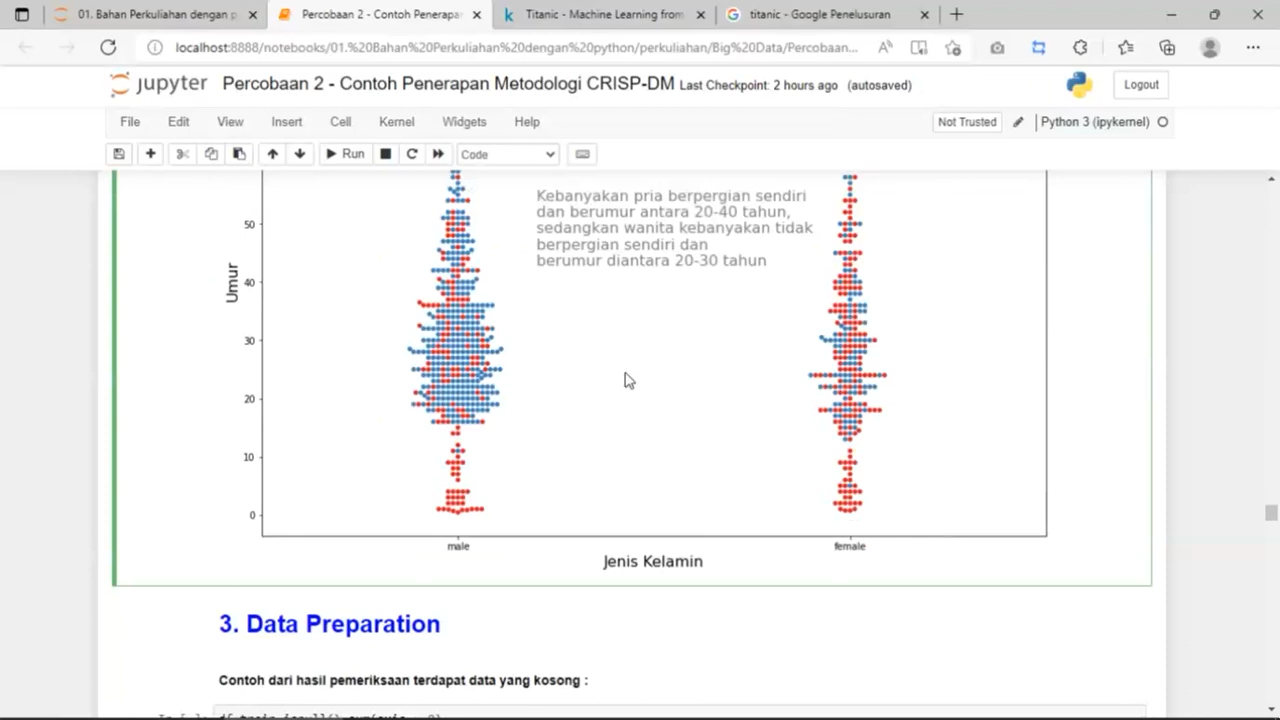 01. Bahan Perkuliahan dengan p
Percobaan 2 - Contoh Penerapa
Titanic - Machine Learning from
titanic - Google Penelusuran
localhost:8888/notebooks/01.%20Bahan%20Perkuliahan%20dengan%20python/perkuliahan/Big%20Data/Percobaan...
jupyter Percobaan 2 - Contoh Penerapan Metodologi CRISP-DM Last Checkpoint: 2 hours ago (autosaved)
Logout
File Edit View Insert Cell Kernel Widgets Help
Not Trusted
Python 3 (ipykernel)
Run
Code
Kebanyakan pria berpergian sendiri
dan berumur antara 20-40 tahun,
sedangkan wanita kebanyakan tidak
berpergian sendiri dan
berumur diantara 20-30 tahun
50
40
30
20
10
0
Umur
male
female
Jenis Kelamin
3. Data Preparation
Contoh dari hasil pemeriksaan terdapat data yang kosong :